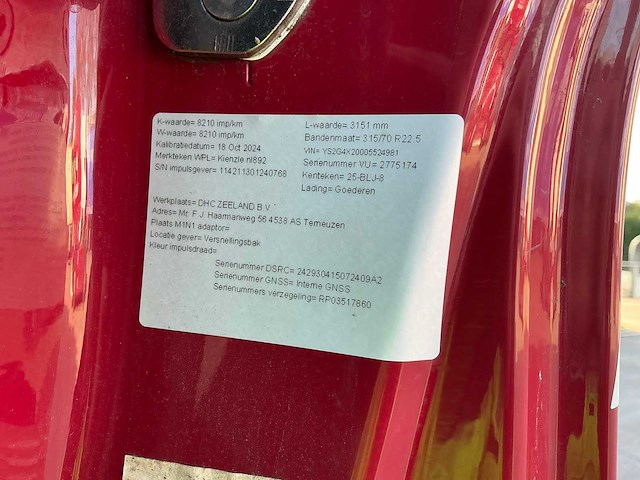 K-waarde= 8210 imp/km
W-waarde= 8210 imp/km
Kalibratiedatum= 18 Oct 2024
Merkteken WPL= Kienzle nl892
S/N impulsgever= 114211301240768
L-waarde= 3151 mm
Bandenmaat= 315/70 R22.5
VIN= YS2G4X20005524981
Serienummer VU= 2775174
Kenteken= 25-BLJ-8
Lading= Goederen
Werkplaats= DHC ZEELAND B.V.
Adres= Mr. F.J. Haarmanweg 56 4538 AS Terneuzen
Plaats M1N1 adaptor=
Locatie gever= Versnellingsbak
Kleur impulsdraad=
Serienummer DSRC= 242930415072409A2
Serienummer GNSS= Interne GNSS
Serienummers verzegeling= RP03517860